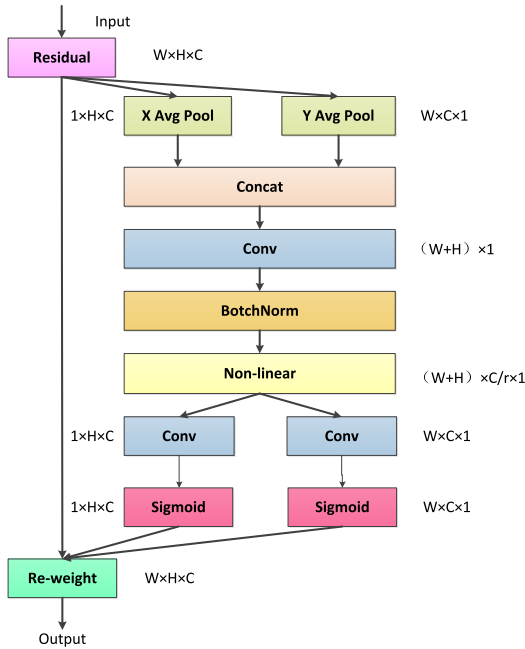 Input
Residual
W×H×C
1×H×C
X Avg Pool
Y Avg Pool
W×C×1
Concat
Conv
（W+H）×1
BotchNorm
Non-linear
（W+H）×C/r×1
1×H×C
Conv
Conv
W×C×1
1×H×C
Sigmoid
Sigmoid
W×C×1
Re-weight
W×H×C
Output